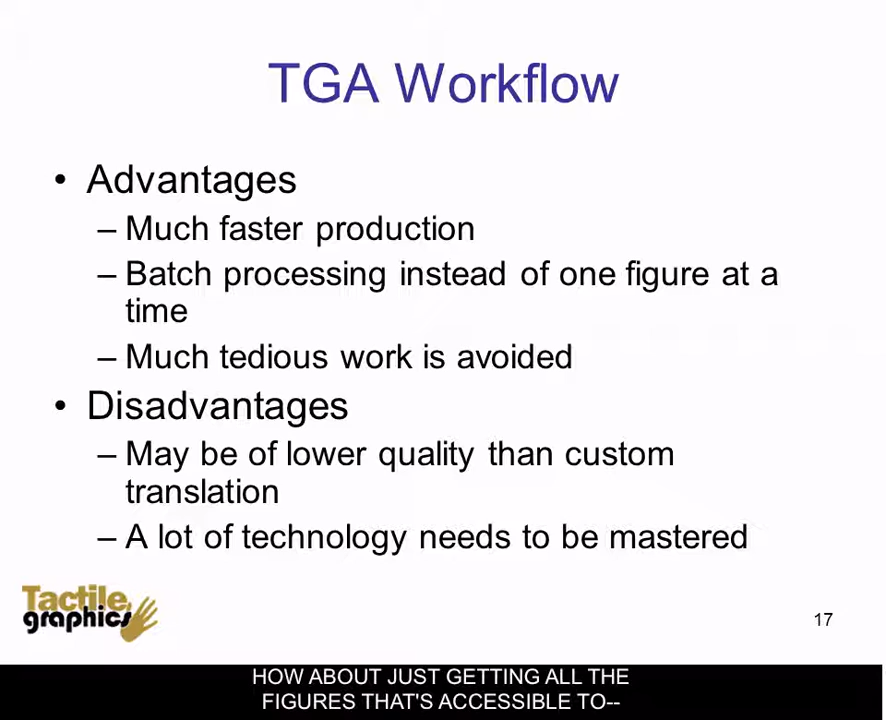 TGA Workflow
• Advantages
– Much faster production
– Batch processing instead of one figure at a
time
– Much tedious work is avoided
• Disadvantages
– May be of lower quality than custom
translation
– A lot of technology needs to be mastered
Tactile
graphics
17
HOW ABOUT JUST GETTING ALL THE
FIGURES THAT'S ACCESSIBLE TO--